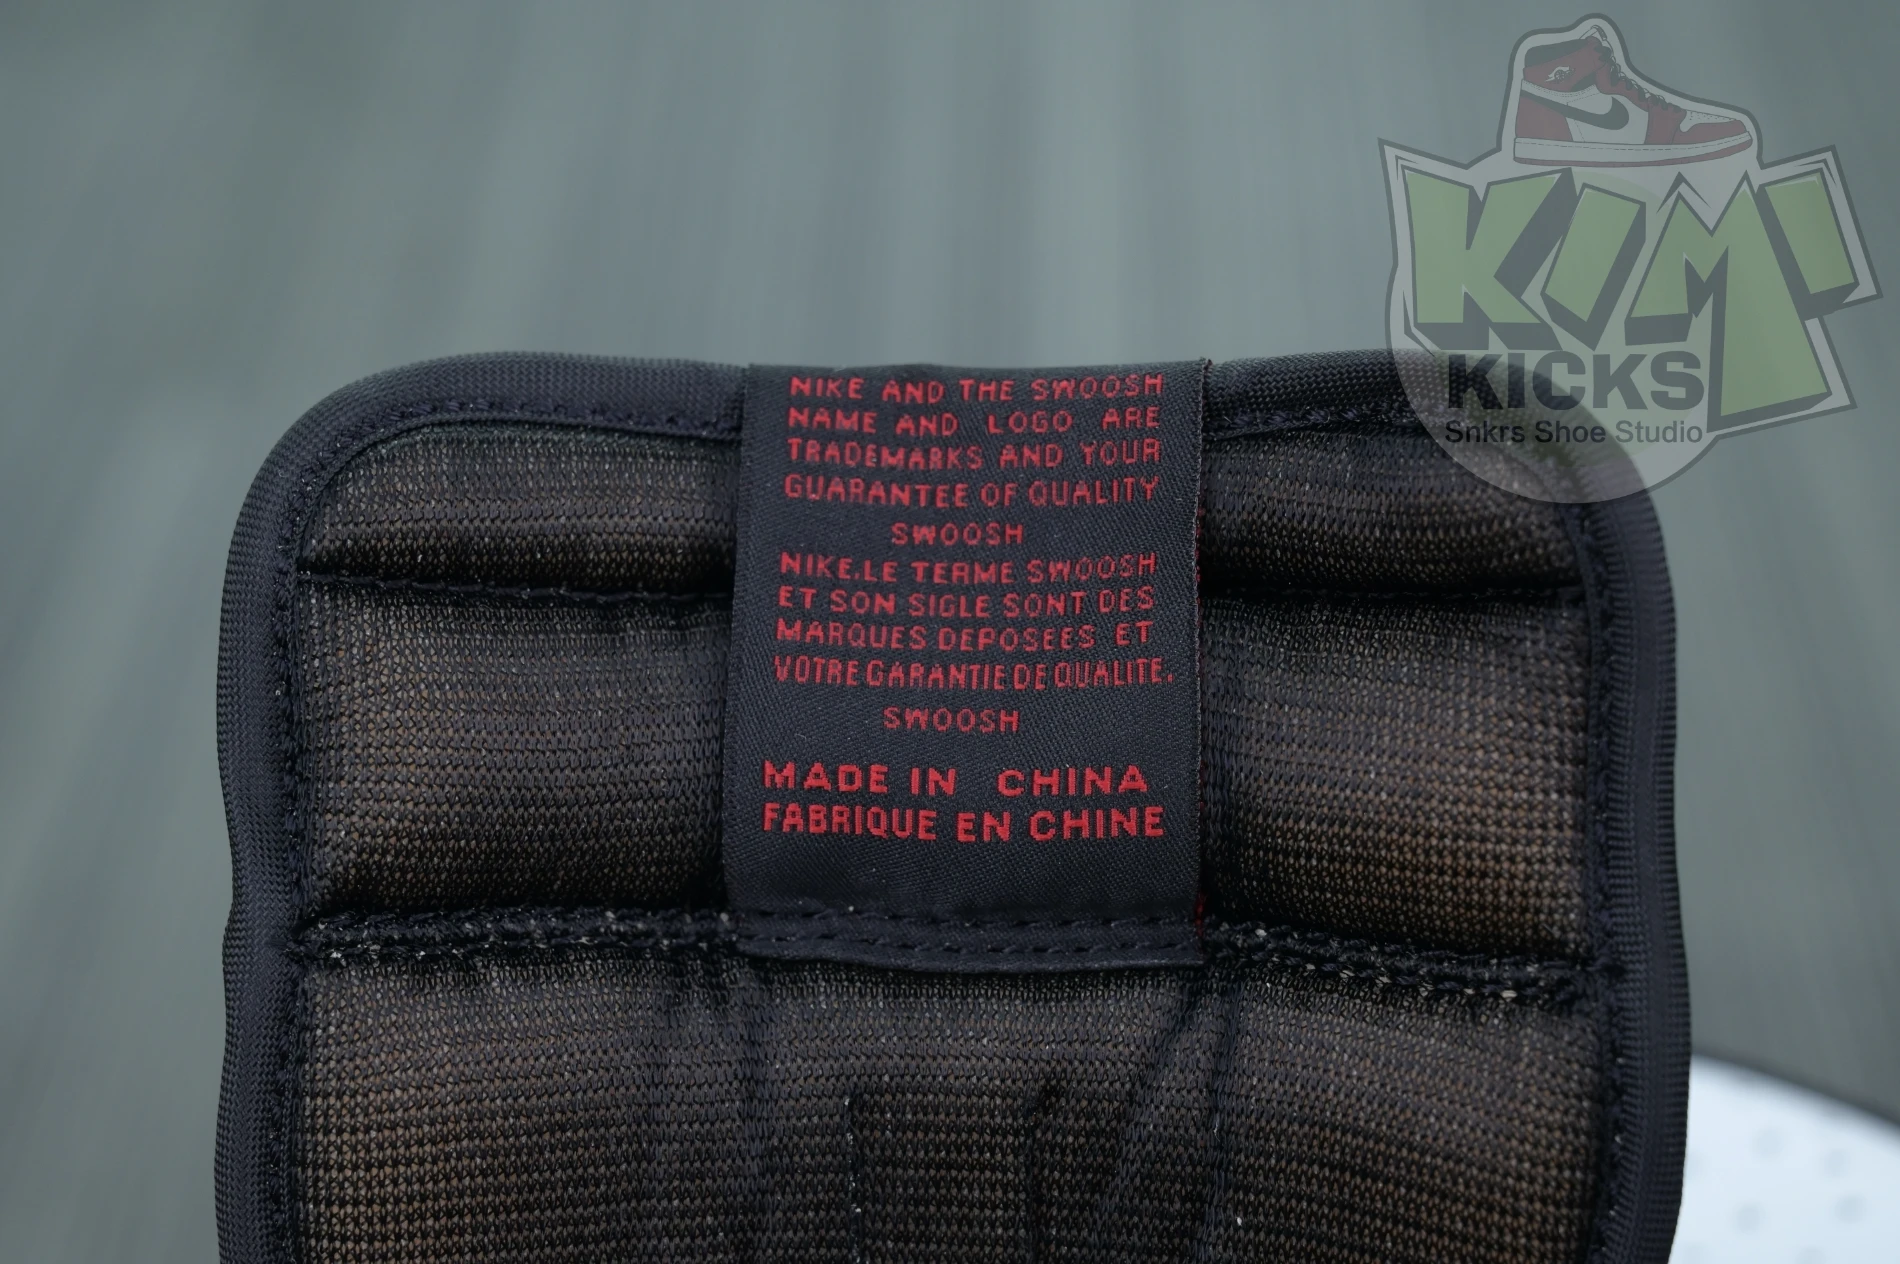 KIM'
KICKS
Snkrs Shoe Studio
NIKE AND THE SWOOSH
NAME AND LOGO ARE
TRADEMARKS AND YOUR
GUARANTEE OF QUALITY
SWOOSH
NIKE.LE TERME SWOOSH
ET SON SIGLE SONT DES
MARQUES DEPOSEES ET
VOTRE GARANTIE DE QUALITE.
SWOOSH
MADE IN CHINA
FABRIQUE EN CHINE